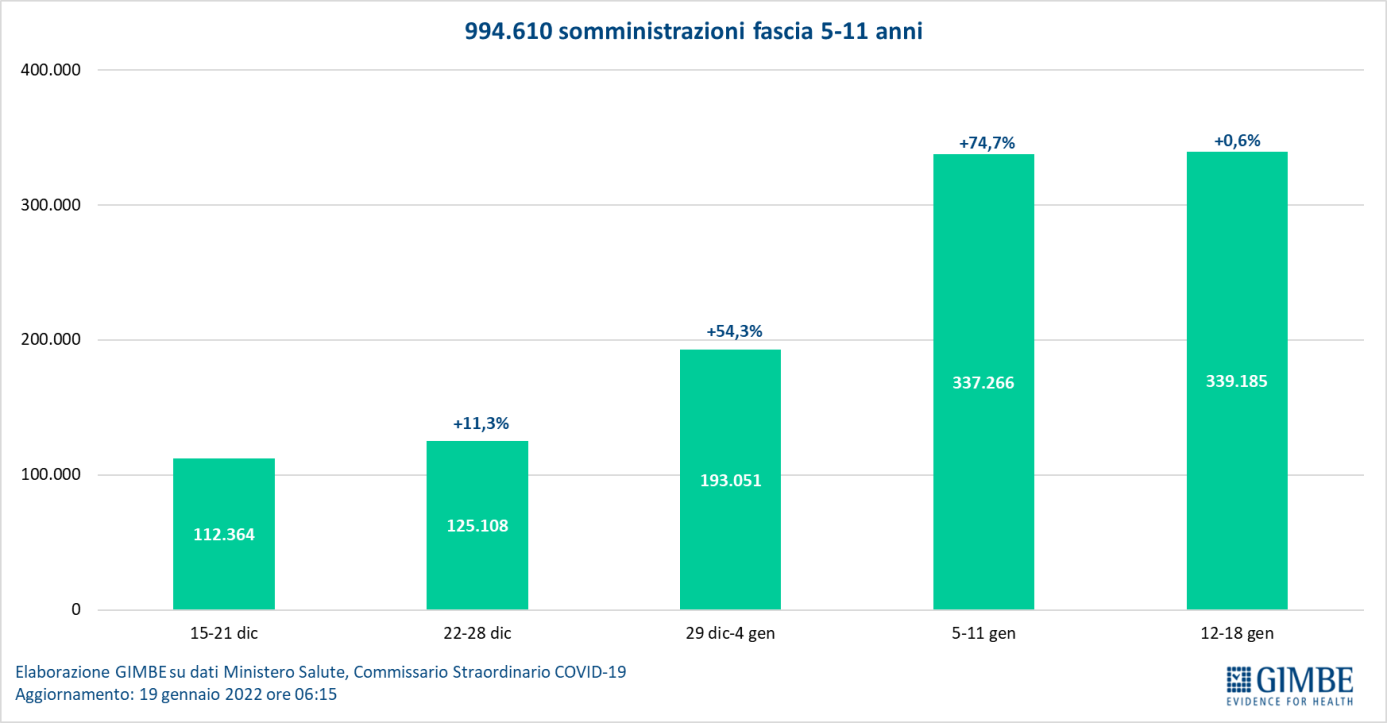 994.610 somministrazioni fascia 5-11 anni
400.000
300.000
200.000
100.000
0
+11,3%
+54,3%
+74,7%
+0,6%
112.364
125.108
193.051
337.266
339.185
15-21 dic
22-28 dic
29 dic-4 gen
5-11 gen
12-18 gen
Elaborazione GIMBE su dati Ministero Salute, Commissario Straordinario COVID-19
Aggiornamento: 19 gennaio 2022 ore 06:15
GIMBE
EVIDENCE FOR HEALTH